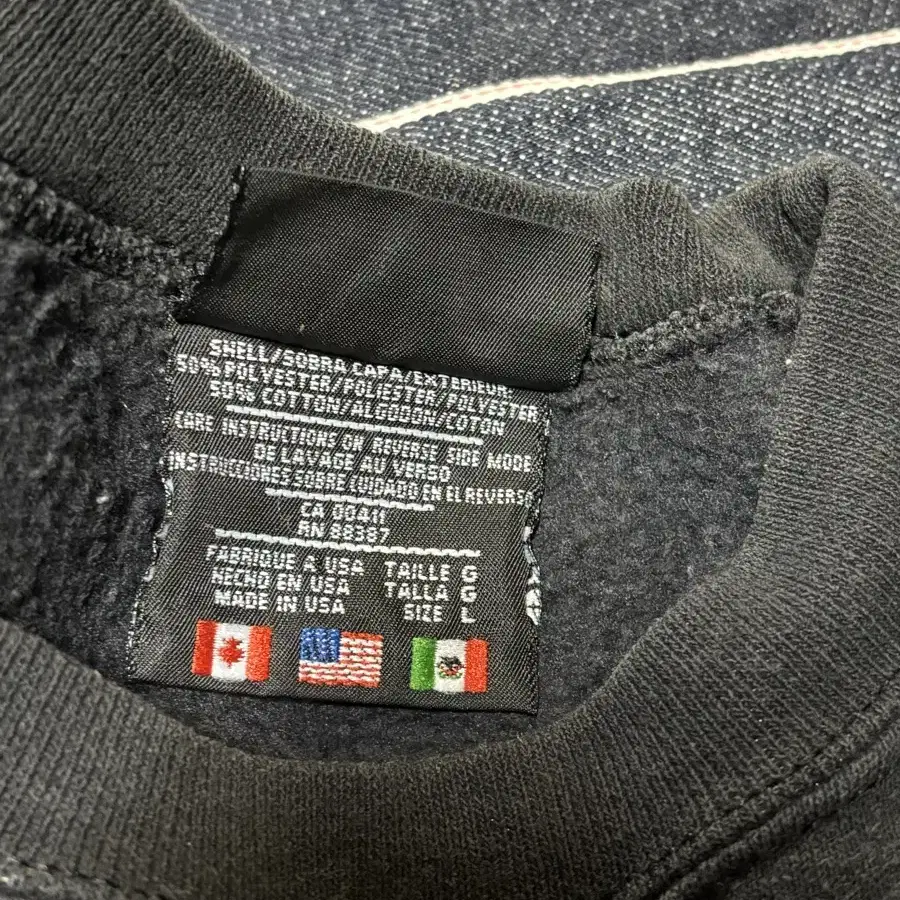 SHELL/SOBRA CAPA/EXTERIEUR
50% POLYESTER/POLIESTER/POLYESTER
50% COTTON/ALGODON/COTON
CARE INSTRUCTIONS ON REVERSE SIDE MODE
DE LAVAGE AU VERSO
INSTRUCCIONES SOBRE CUIDADO EN EL REVERSO
CA 00411
RN 88387
FABRIQUE A USA TAILLE G
HECHO EN USA TALLA G
MADE IN USA SIZE L